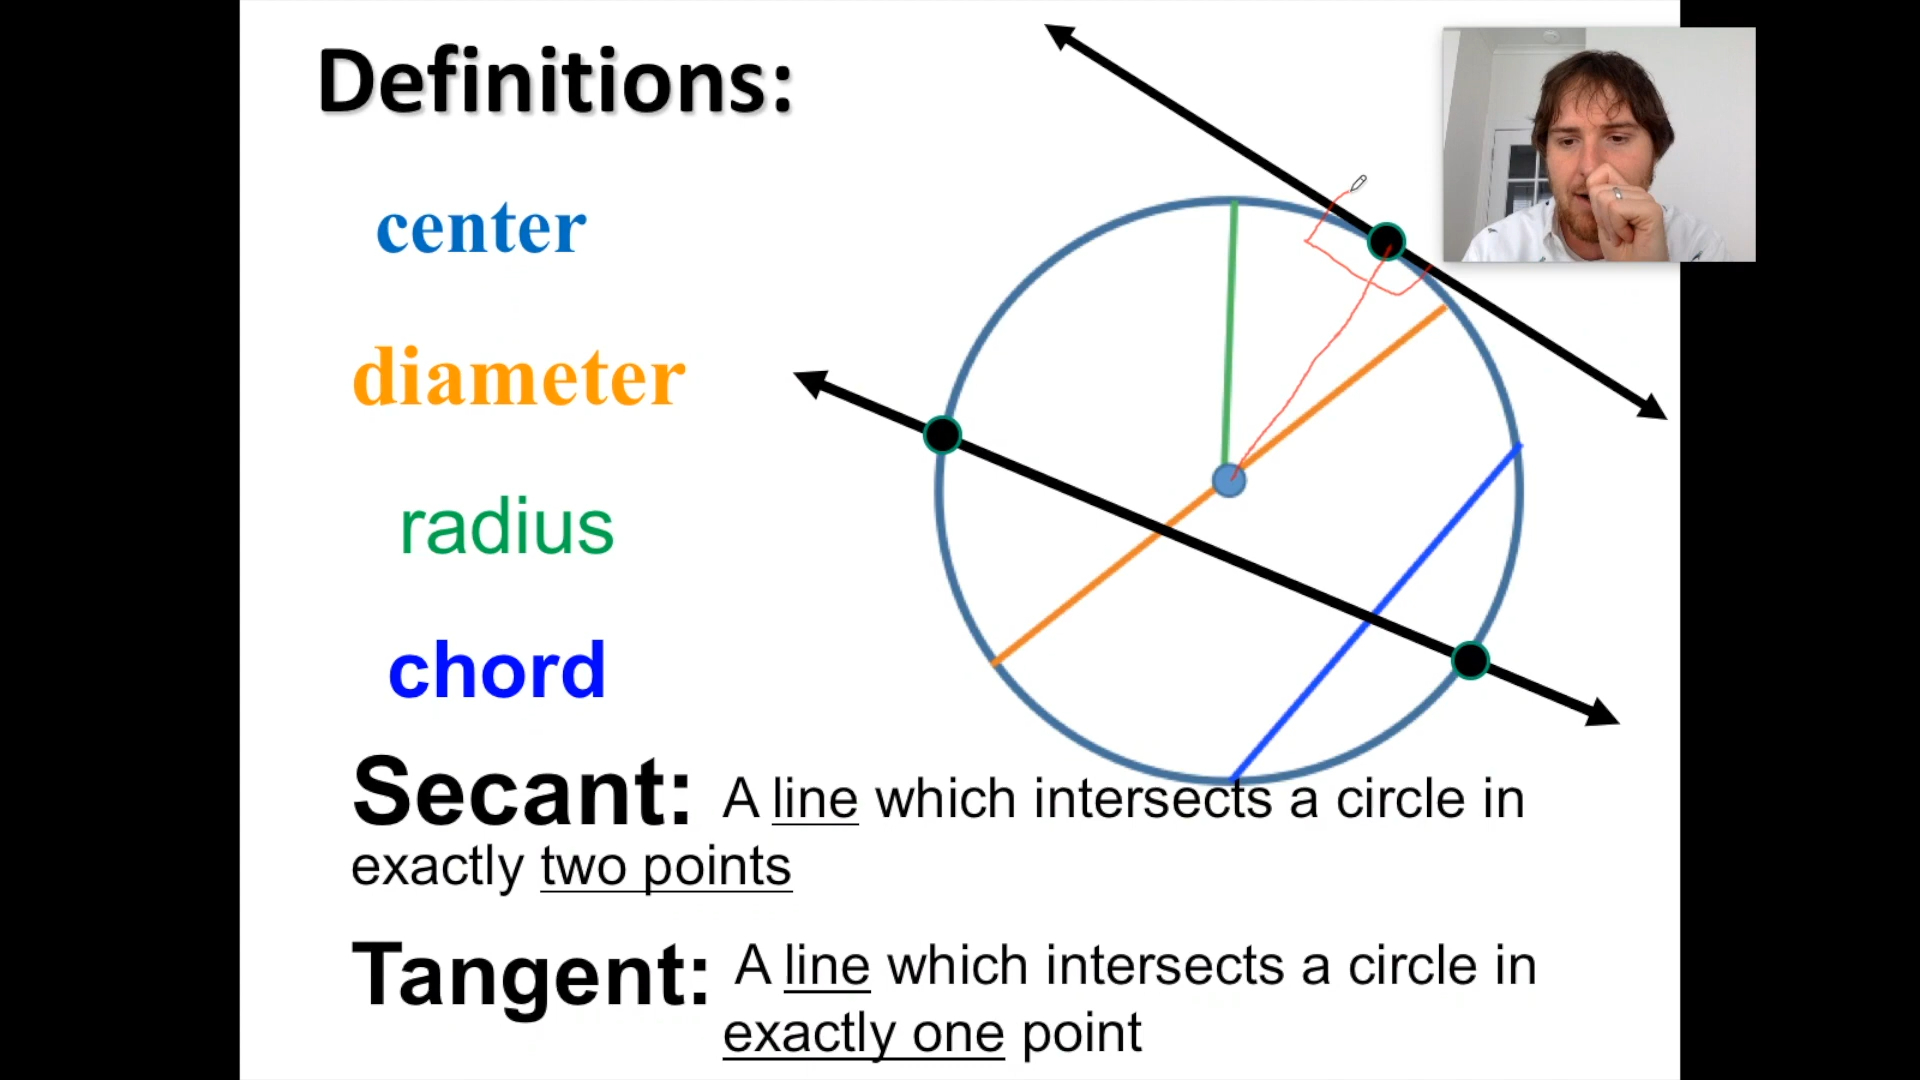 Definitions:
center
diameter
radius
chord
Secant: A line which intersects a circle in
exactly two points
Tangent: A line which intersects a circle in
exactly one point